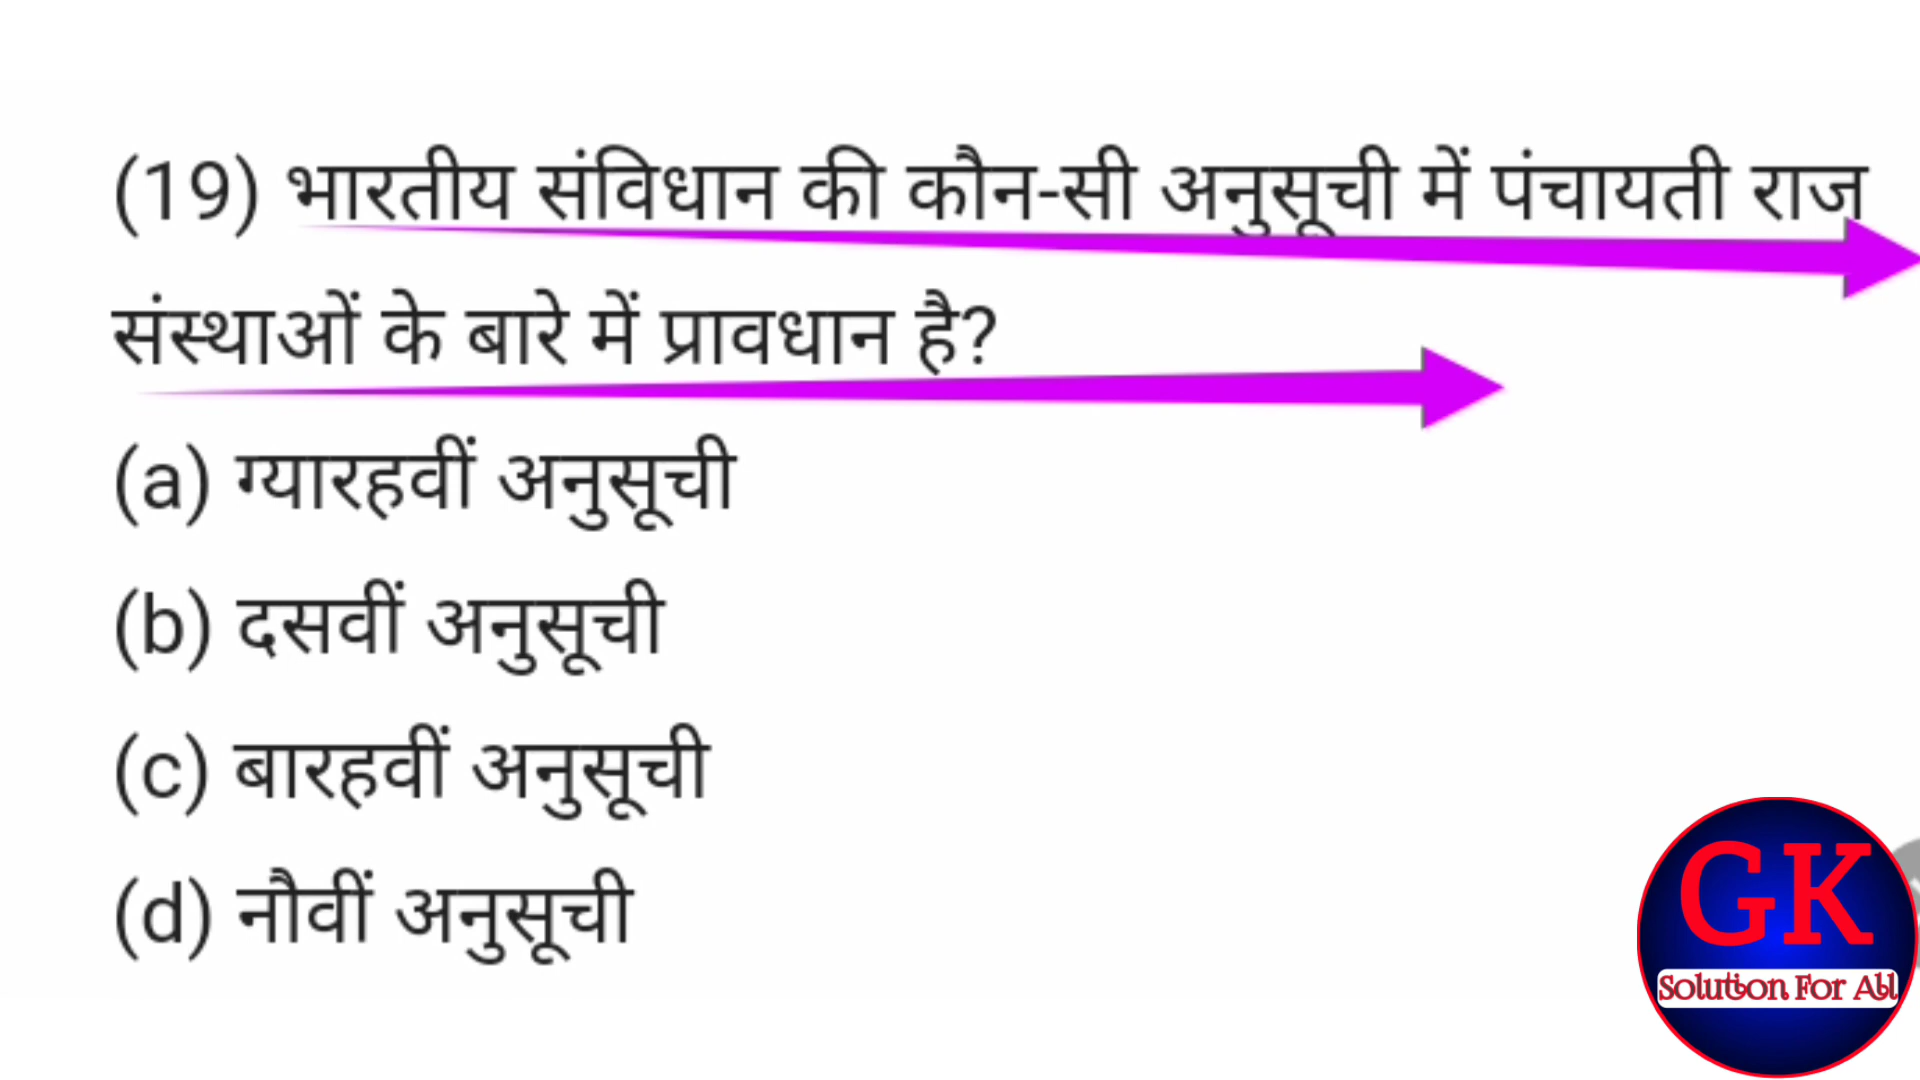 (19) भारतीय संविधान की कौन-सी अनुसूची में पंचायती राज
संस्थाओं के बारे में प्रावधान है?
(a) ग्यारहवीं अनुसूची
(b) दसवीं अनुसूची
(c) बारहवीं अनुसूची
(d) नौवीं अनुसूची
GK
Solution For All